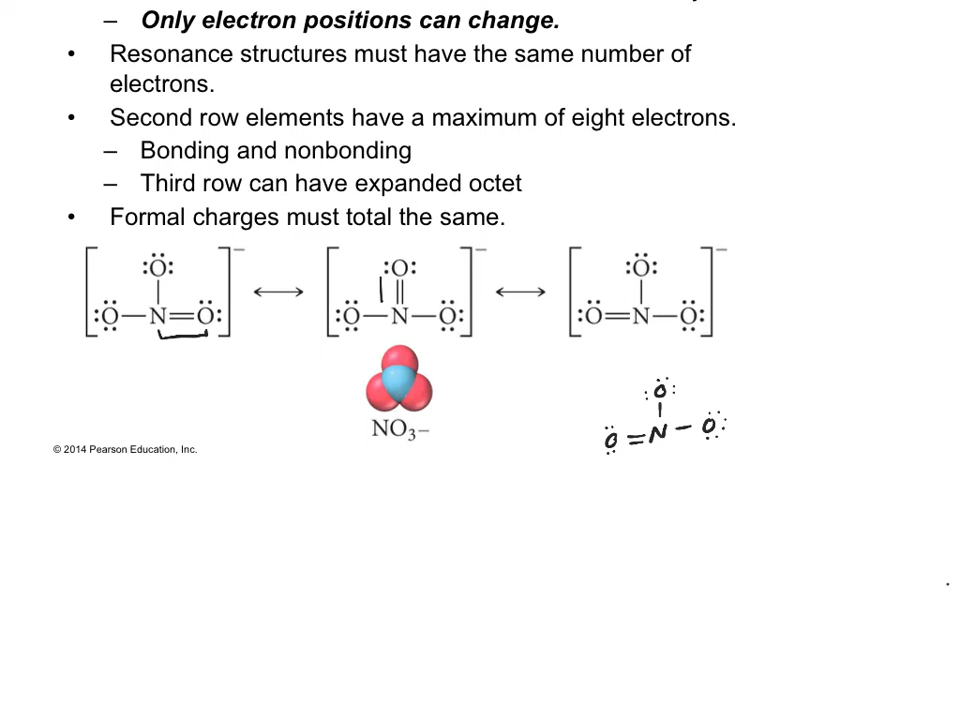 – Only electron positions can change.
• Resonance structures must have the same number of
electrons.
• Second row elements have a maximum of eight electrons.
– Bonding and nonbonding
– Third row can have expanded octet
• Formal charges must total the same.
[:Ö: :Ö—N=Ö:]⁻ ⟷ [:O: :Ö—N—Ö:]⁻ ⟷ [:Ö: :Ö=N—Ö:]⁻
NO₃–
:Ö:
Ö=N–Ö:
© 2014 Pearson Education, Inc.